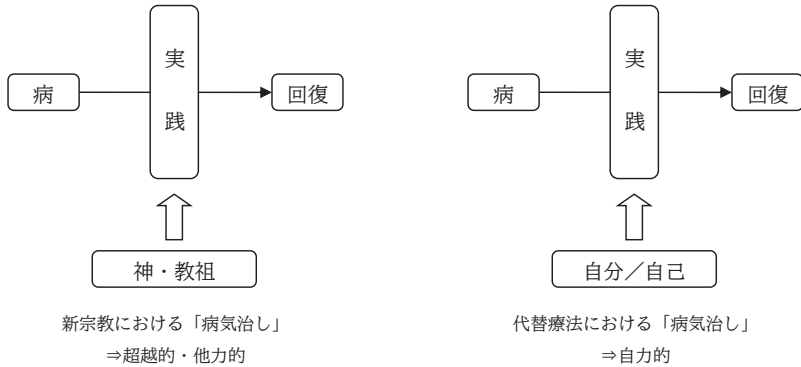 病
実
践
回復
神・教祖
新宗教における「病気治し」
⇒超越的・他力的
病
実
践
回復
自分／自己
代替療法における「病気治し」
⇒自力的